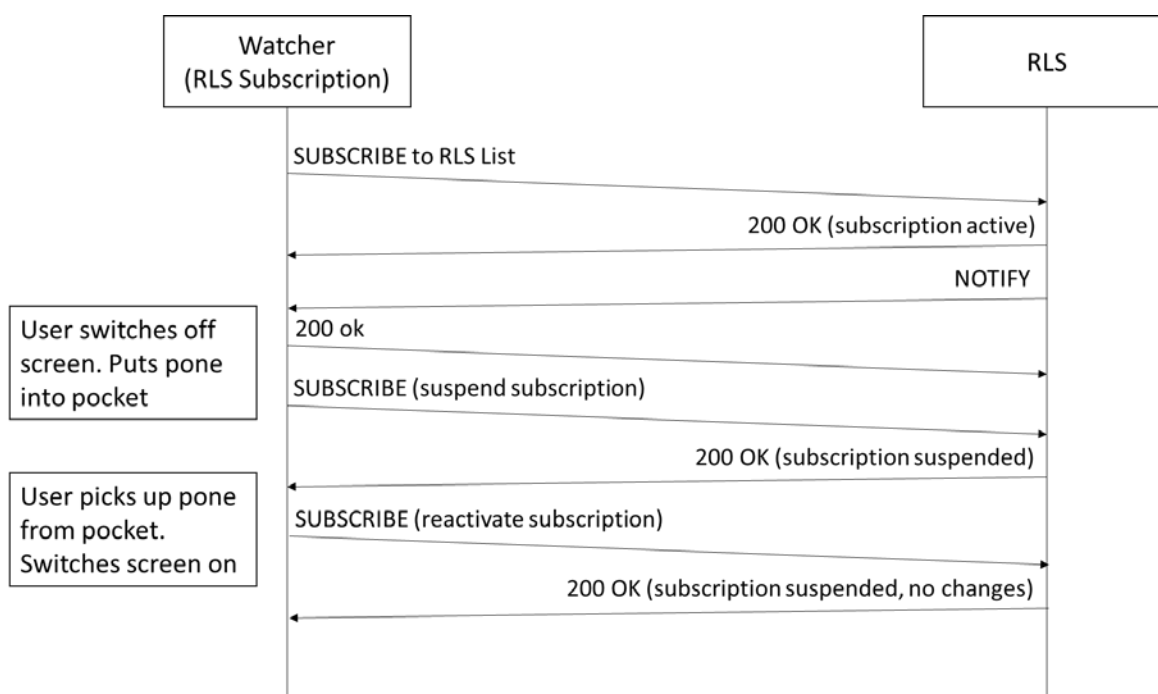 Watcher
(RLS Subscription)
RLS
SUBSCRIBE to RLS List
200 OK (subscription active)
NOTIFY
User switches off
screen. Puts pone
into pocket
200 ok
SUBSCRIBE (suspend subscription)
200 OK (subscription suspended)
User picks up pone
from pocket.
Switches screen on
SUBSCRIBE (reactivate subscription)
200 OK (subscription suspended, no changes)